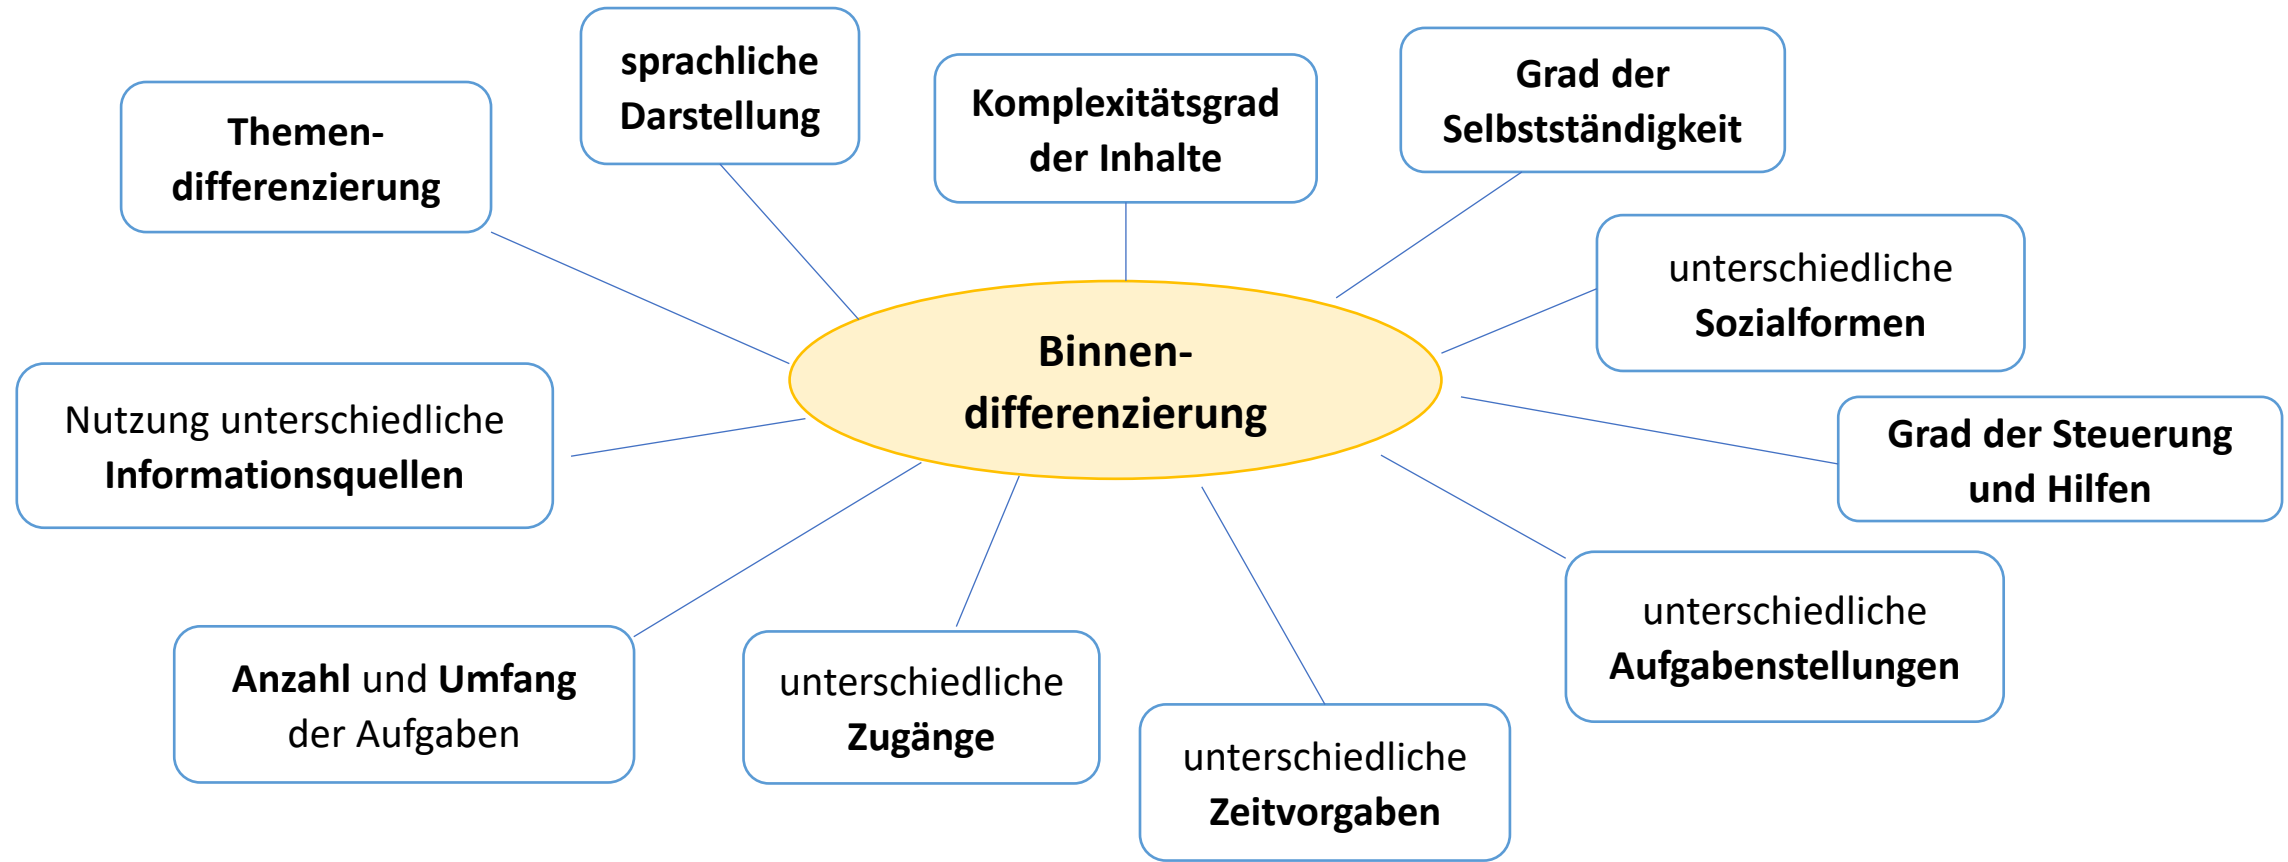 Themen-
differenzierung
sprachliche
Darstellung
Komplexitätsgrad
der Inhalte
Grad der
Selbstständigkeit
unterschiedliche
Sozialformen
Binnen-
differenzierung
Nutzung unterschiedliche
Informationsquellen
Grad der Steuerung
und Hilfen
Anzahl und Umfang
der Aufgaben
unterschiedliche
Zugänge
unterschiedliche
Zeitvorgaben
unterschiedliche
Aufgabenstellungen